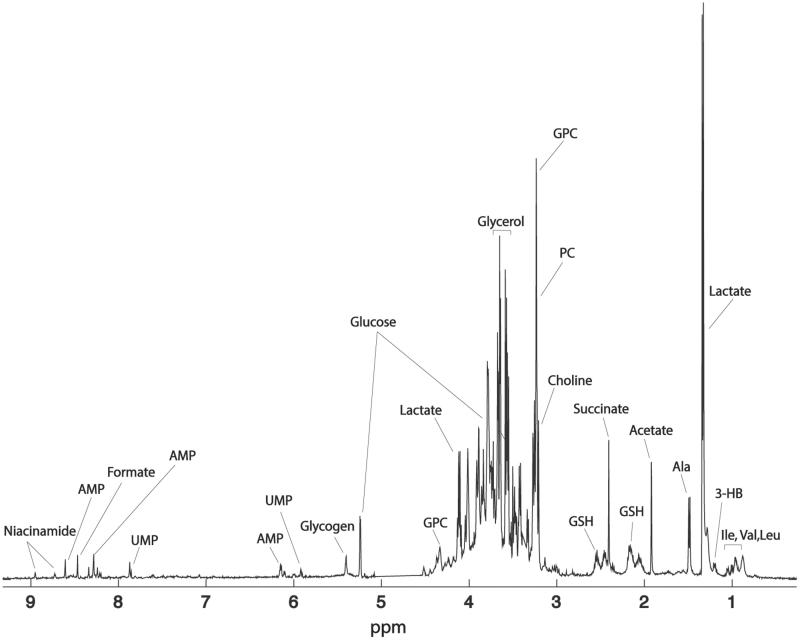 GPC
Glycerol
PC
Lactate
Glucose
Choline
Lactate
Succinate
Acetate
AMP
Formate
Ala
AMP
3-HB
UMP
Niacinamide
Glycogen
GPC
GSH
GSH
UMP
AMP
Ile, Val,Leu
9 8 7 6 5 4 3 2 1
ppm